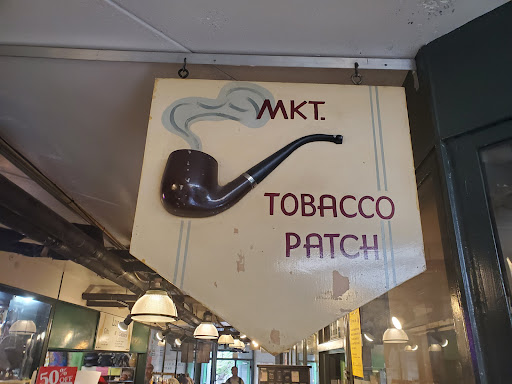 MKT.
TOBACCO
PATCH
50%
OFF